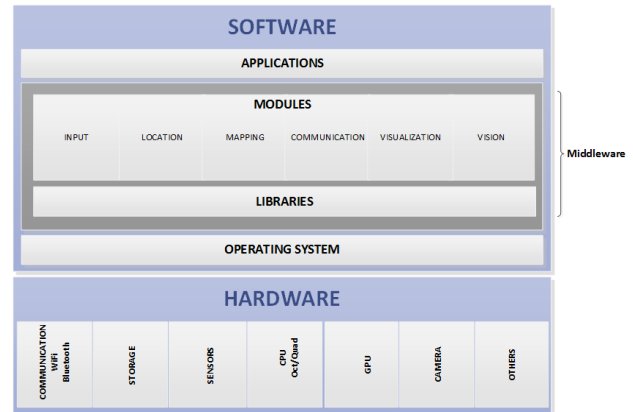 SOFTWARE
APPLICATIONS
MODULES
INPUT
LOCATION
MAPPING
COMMUNICATION
VISUALIZATION
VISION
Middleware
LIBRARIES
OPERATING SYSTEM
HARDWARE
COMMUNICATION
WiFi
Bluetooth
STORAGE
SENSORS
CPU
Oct/Quad
GPU
CAMERA
OTHERS